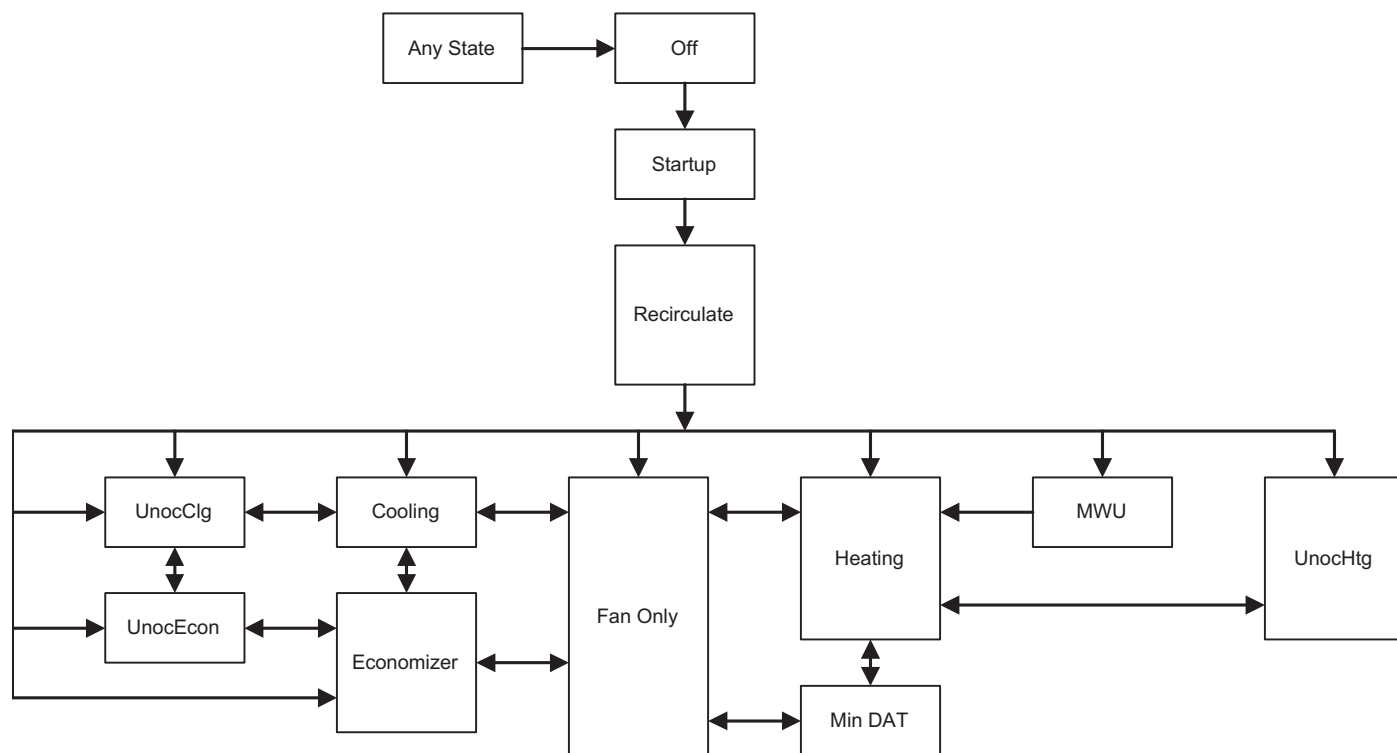 Any State
Off
Startup
Recirculate
UnocClg
Cooling
MWU
Heating
UnocHtg
UnocEcon
Fan Only
Economizer
Min DAT